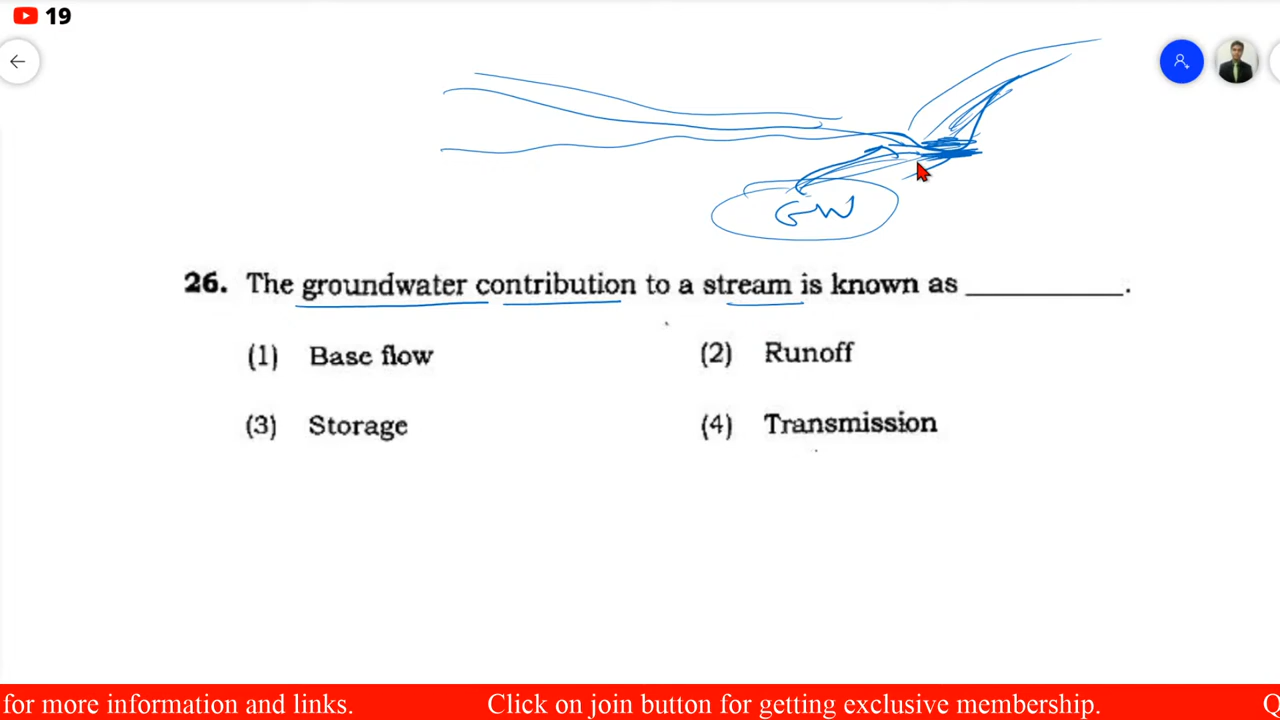 19
GW
26. The groundwater contribution to a stream is known as __________.
(1) Base flow (2) Runoff
(3) Storage (4) Transmission
for more information and links. Click on join button for getting exclusive membership. Q